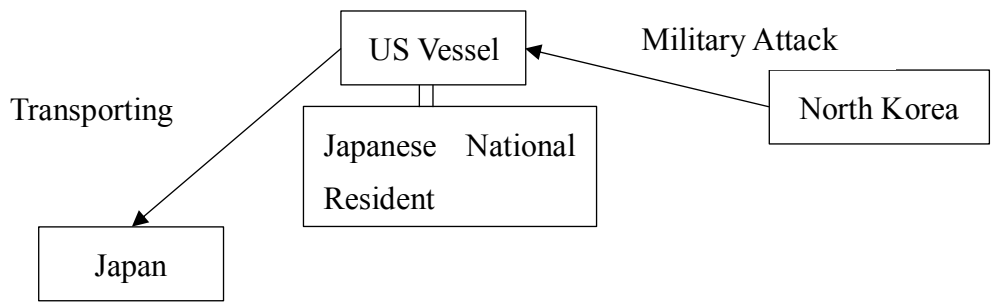 US Vessel
Military Attack
North Korea
Transporting
Japanese National
Resident
Japan